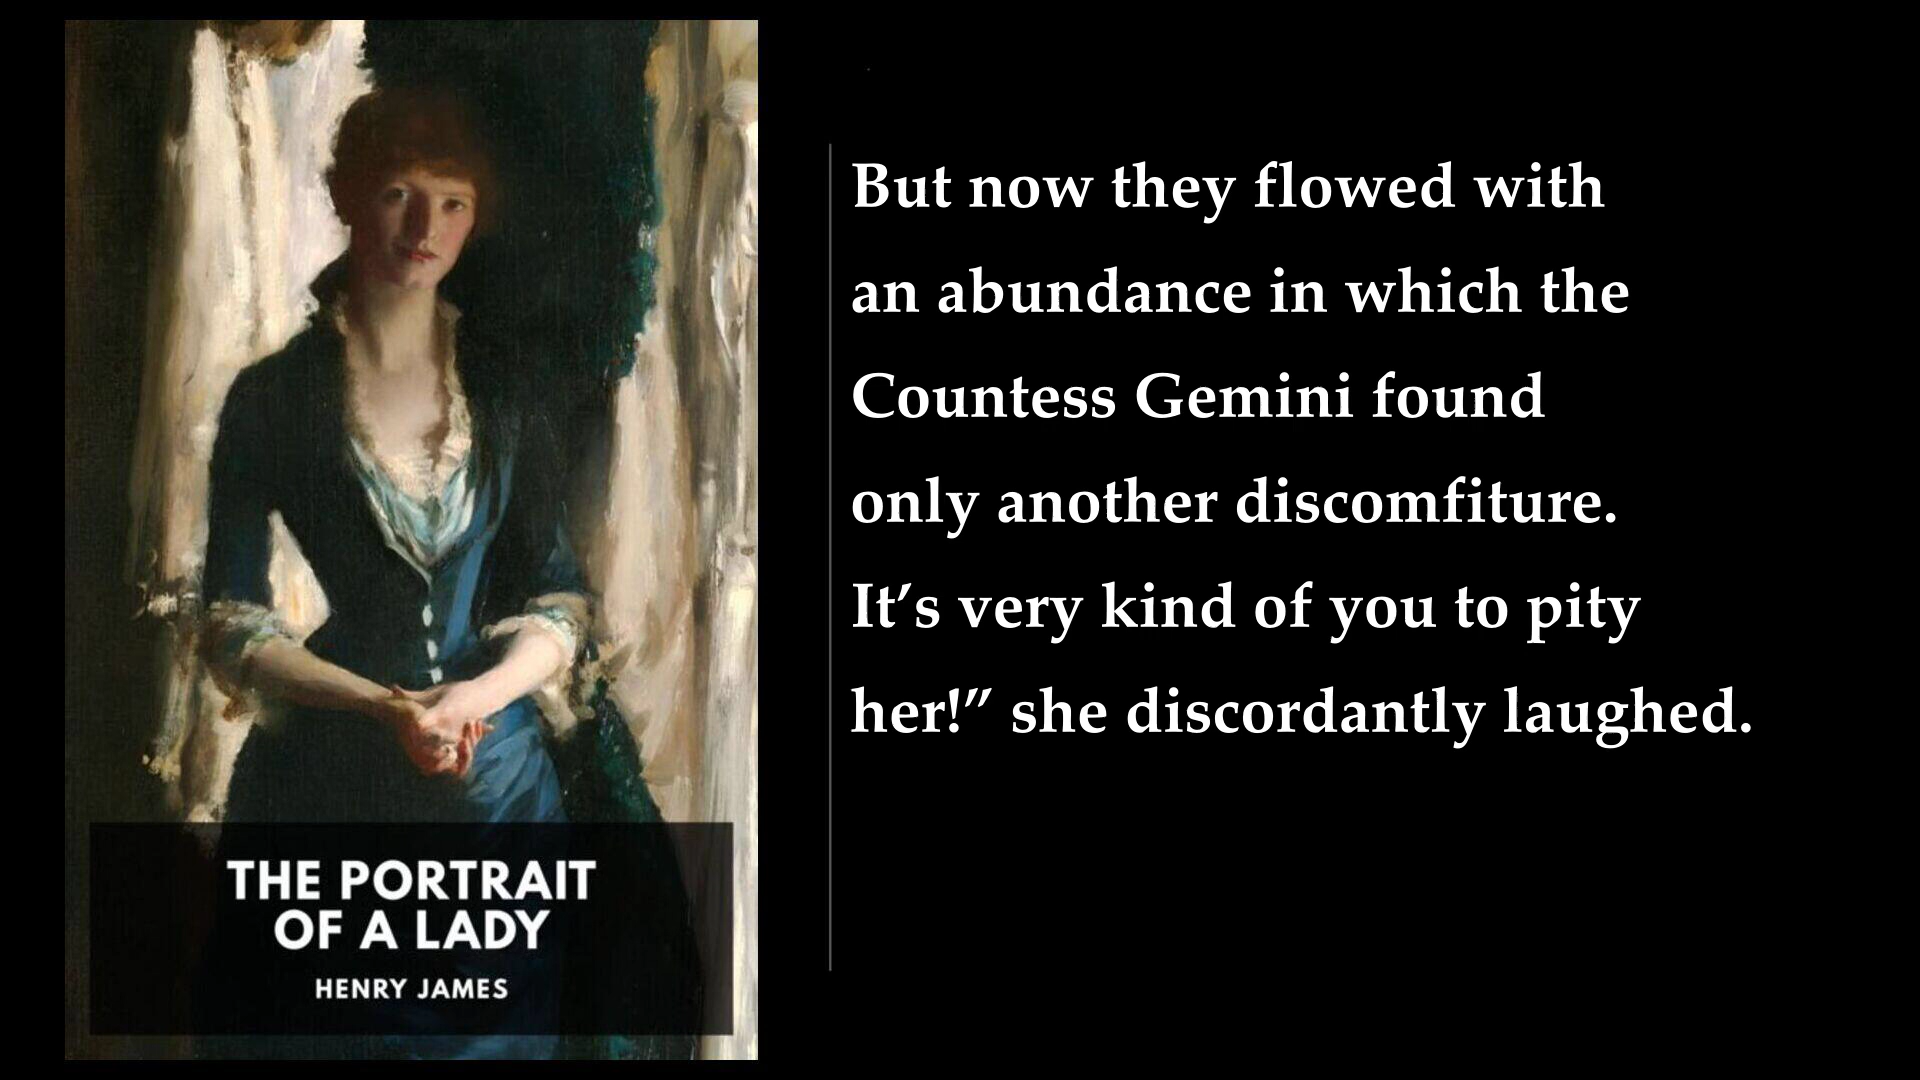 THE PORTRAIT
OF A LADY
HENRY JAMES
But now they flowed with
an abundance in which the
Countess Gemini found
only another discomfiture.
It’s very kind of you to pity
her!” she discordantly laughed.